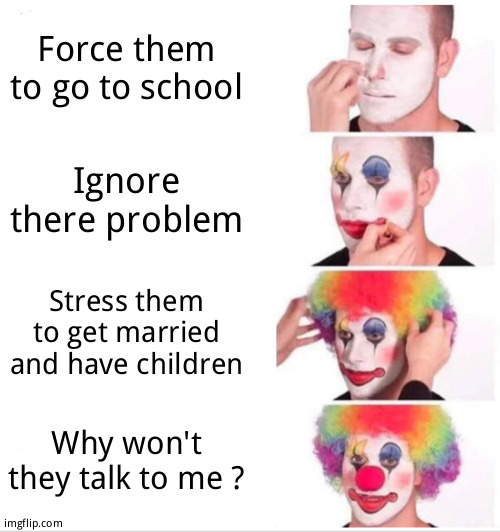 Force them
to go to school
Ignore
there problem
Stress them
to get married
and have children
Why won't
they talk to me ?
imgflip.com